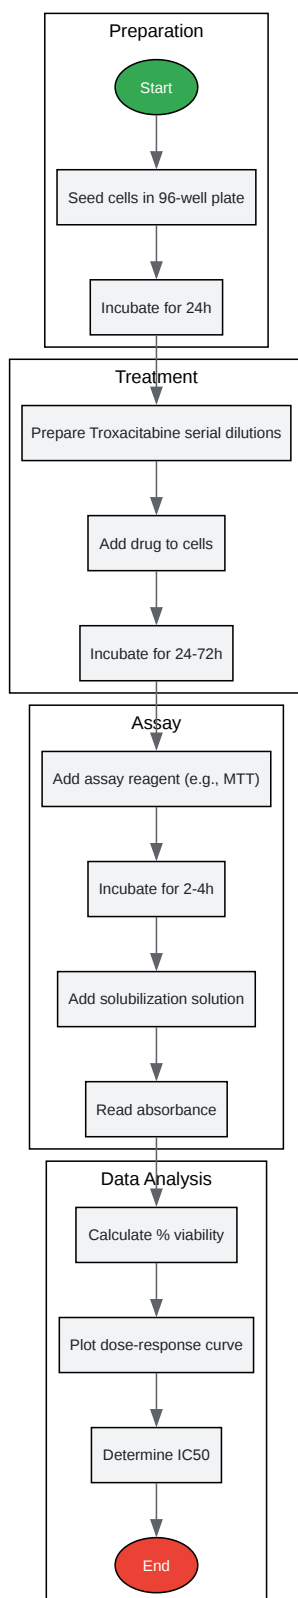 Preparation
Start
Seed cells in 96-well plate
Incubate for 24h
Treatment
Prepare Troxacitabine serial dilutions
Add drug to cells
Incubate for 24-72h
Assay
Add assay reagent (e.g., MTT)
Incubate for 2-4h
Add solubilization solution
Read absorbance
Data Analysis
Calculate % viability
Plot dose-response curve
Determine IC50
End